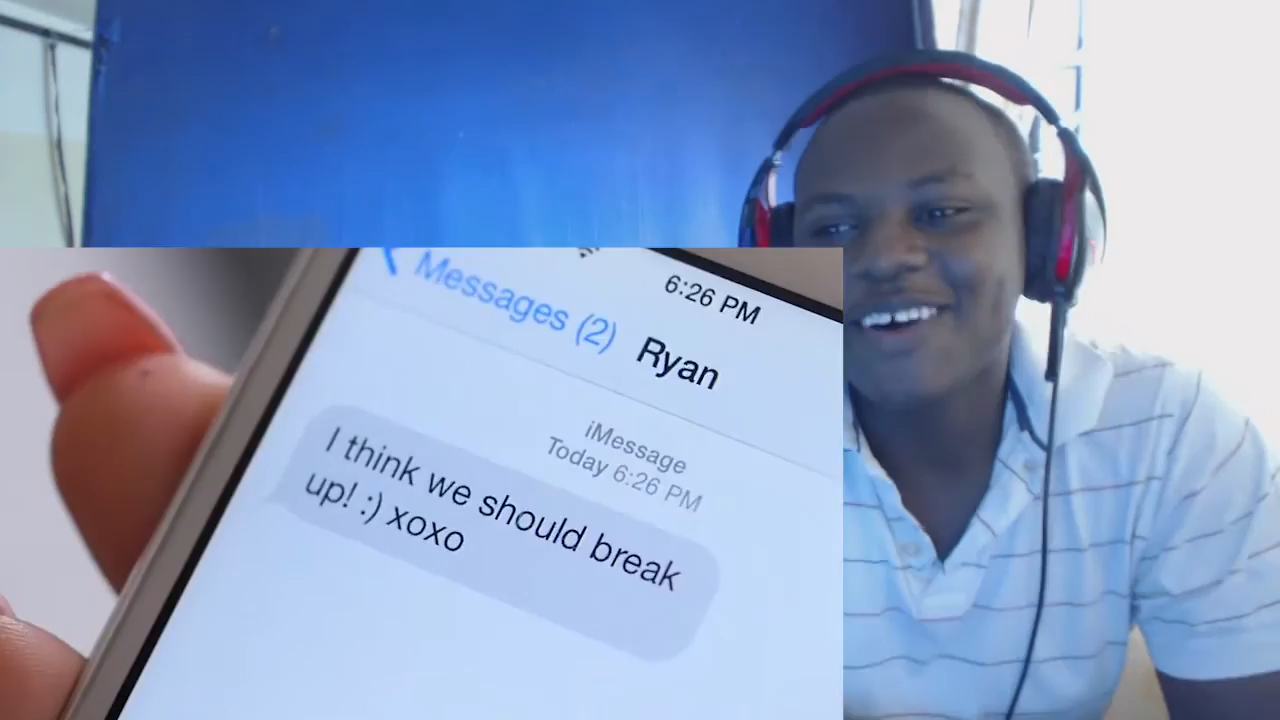 6:26 PM
Messages (2) Ryan
iMessage
Today 6:26 PM
I think we should break
up! :) xoxo